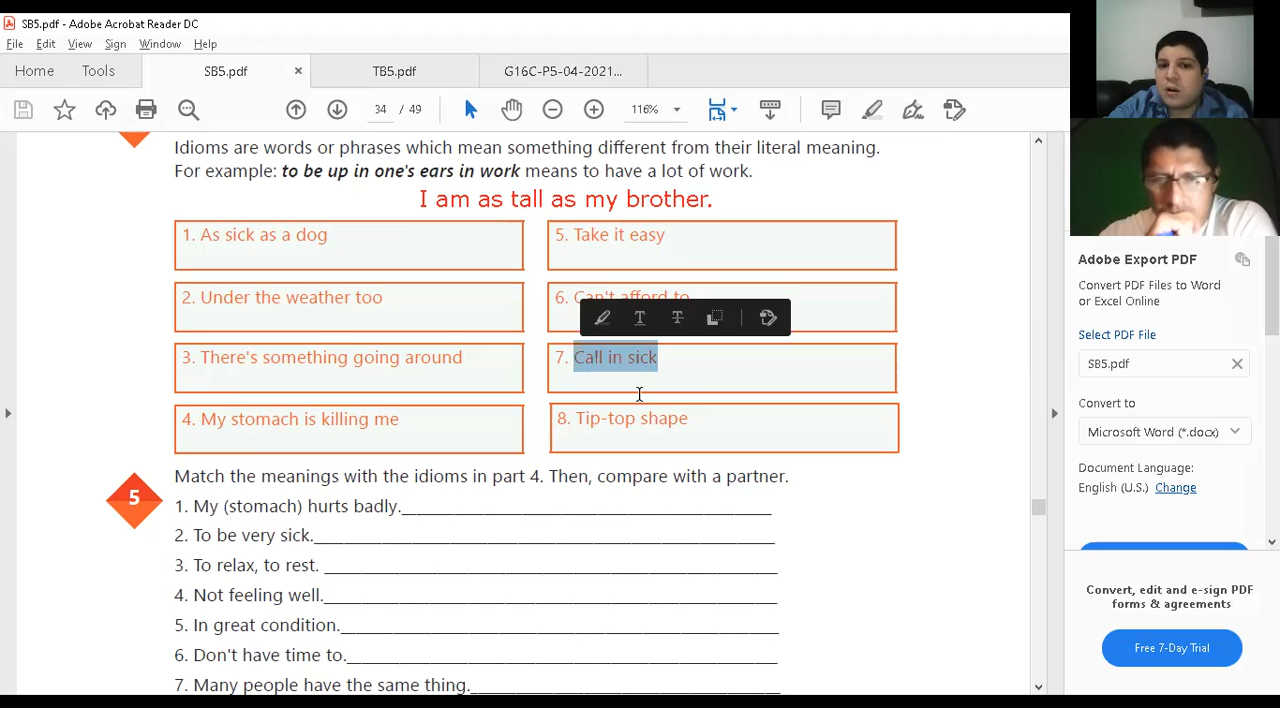 SB5.pdf - Adobe Acrobat Reader DC
File Edit View Sign Window Help
Home Tools SB5.pdf × TB5.pdf G16C-P5-04-2021...
34 / 49 116%
Idioms are words or phrases which mean something different from their literal meaning.
For example: to be up in one's ears in work means to have a lot of work.
I am as tall as my brother.
1. As sick as a dog
5. Take it easy
2. Under the weather too
6. Can't afford to
3. There's something going around
7. Call in sick
4. My stomach is killing me
8. Tip-top shape
5
Match the meanings with the idioms in part 4. Then, compare with a partner.
1. My (stomach) hurts badly.
2. To be very sick.
3. To relax, to rest.
4. Not feeling well.
5. In great condition.
6. Don't have time to.
7. Many people have the same thing.
Adobe Export PDF
Convert PDF Files to Word
or Excel Online
Select PDF File
SB5.pdf
Convert to
Microsoft Word (*.docx)
Document Language:
English (U.S.) Change
Convert, edit and e-sign PDF
forms & agreements
Free 7-Day Trial